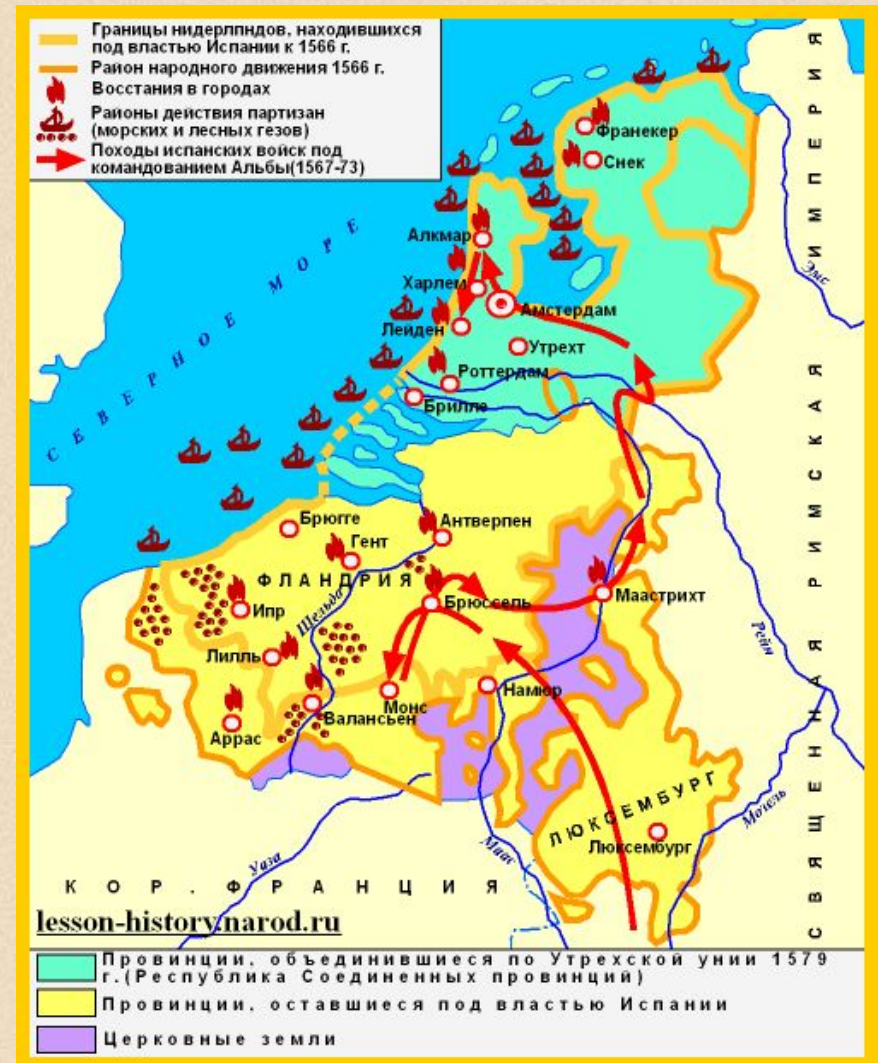 Границы нидерлпндов, находившихся
под властью Испании к 1566 г.
Район народного движения 1566 г.
Восстания в городах
Районы действия партизан
(морских и лесных гезов)
Походы испанских войск под
командованием Альбы(1567-73)
СЕВЕРНОЕ МОРЕ
СВЯЩЕННАЯ РИМСКАЯ ИМПЕРИЯ
Франекер
Снек
Эмс
Алкмар
Харлем
Амстердам
Лейден
Утрехт
Роттердам
Брилле
Брюгге
Антверпен
Гент
ФЛАНДРИЯ
Шельда
Ипр
Брюссель
Маастрихт
Рейн
Лилль
Намюр
Монс
Валансьен
Аррас
ЛЮКСЕМБУРГ
Люксембург
Мозель
Маас
Уаза
КОР. ФРАНЦИЯ
lesson-history.narod.ru
Провинции, объединившиеся по Утрехской унии 1579
г.(Республика Соединенных провинций)
Провинции, оставшиеся под властью Испании
Церковные земли